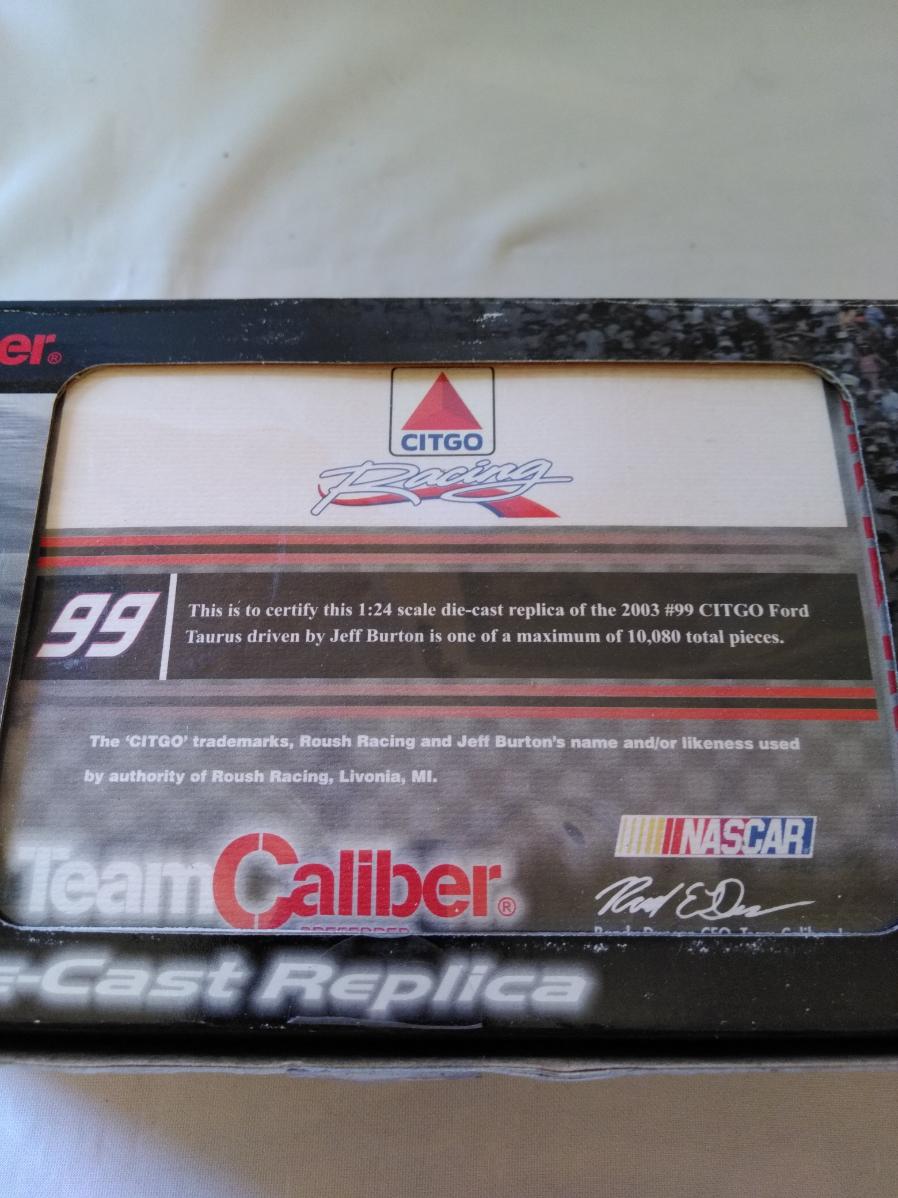 er®
CITGO
Racing
99
This is to certify this 1:24 scale die-cast replica of the 2003 #99 CITGO Ford
Taurus driven by Jeff Burton is one of a maximum of 10,080 total pieces.
The 'CITGO' trademarks, Roush Racing and Jeff Burton's name and/or likeness used
by authority of Roush Racing, Livonia, MI.
NASCAR
Team Caliber®
PREFERRED
e-Cast Replica